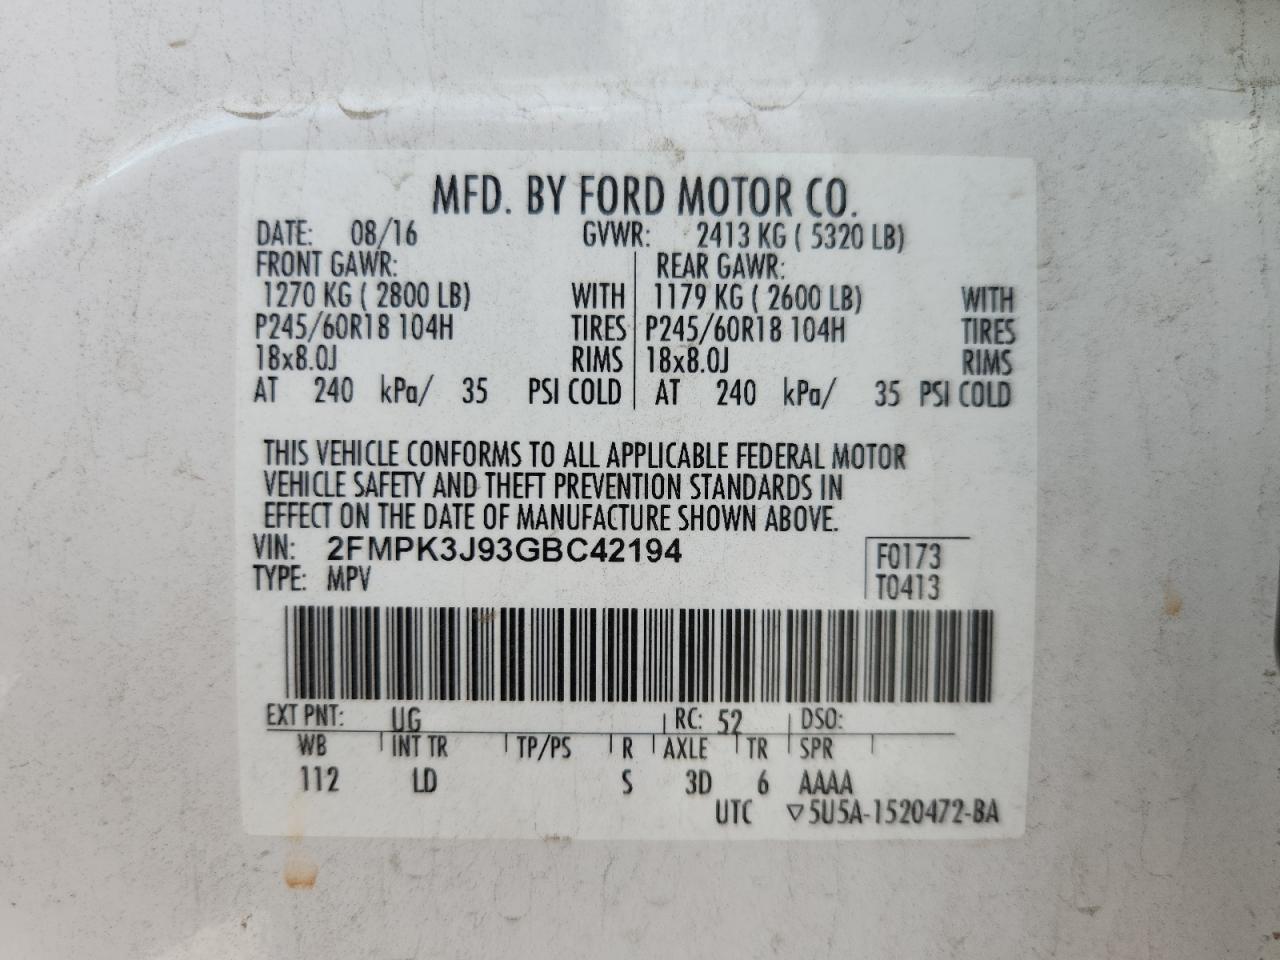 MFD. BY FORD MOTOR CO.
DATE: 08/16 GVWR: 2413 KG ( 5320 LB)
FRONT GAWR: REAR GAWR:
1270 KG ( 2800 LB) WITH 1179 KG ( 2600 LB) WITH
P245/60R18 104H TIRES P245/60R18 104H TIRES
18x8.0J RIMS 18x8.0J RIMS
AT 240 kPa/ 35 PSI COLD AT 240 kPa/ 35 PSI COLD
THIS VEHICLE CONFORMS TO ALL APPLICABLE FEDERAL MOTOR
VEHICLE SAFETY AND THEFT PREVENTION STANDARDS IN
EFFECT ON THE DATE OF MANUFACTURE SHOWN ABOVE.
VIN: 2FMPK3J93GBC42194 F0173
TYPE: MPV T0413
EXT PNT: UG RC: 52 DSO:
WB INT TR TP/PS R AXLE TR SPR
112 LD S 3D 6 AAAA
UTC ▽5U5A-1520472-BA